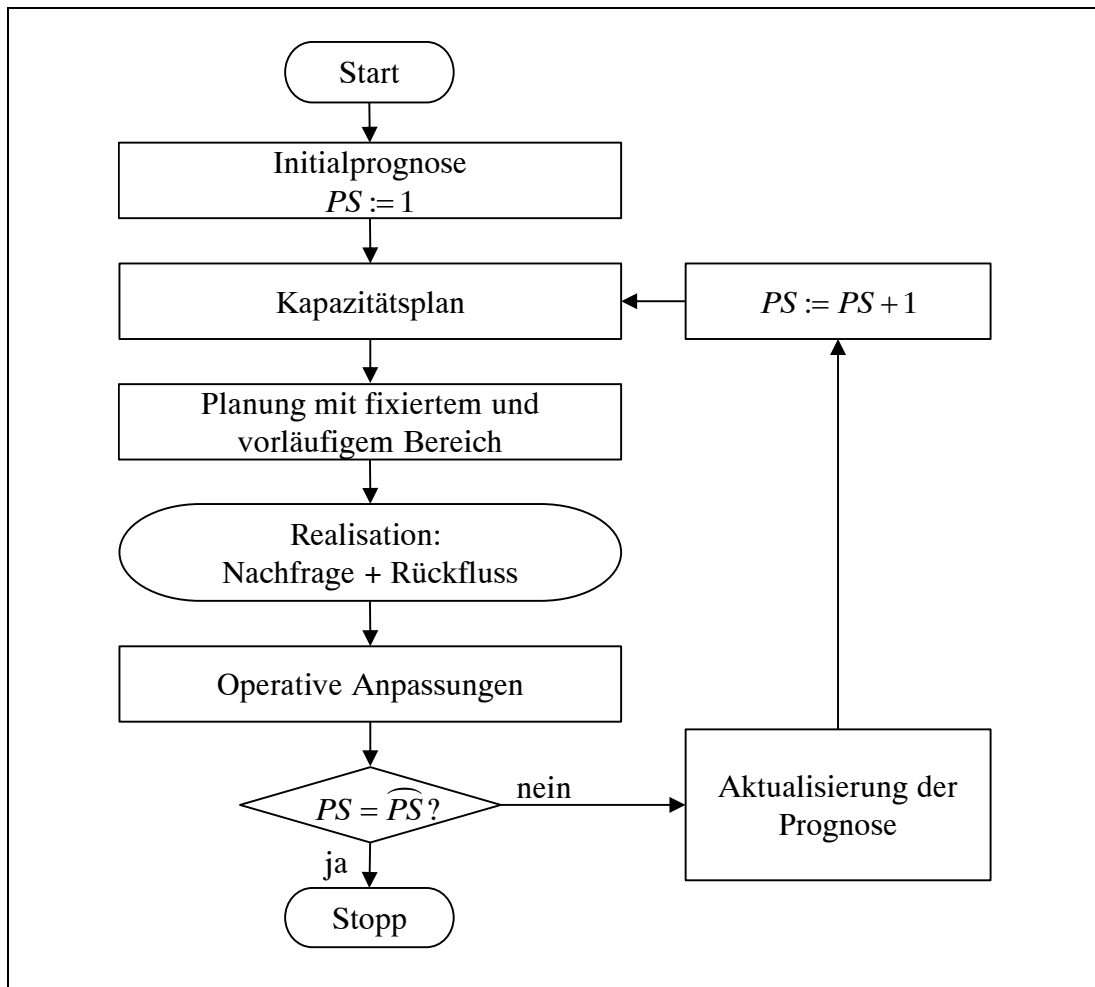 Start
Initialprognose
PS := 1
Kapazitätsplan
PS := PS + 1
Planung mit fixiertem und
vorläufigem Bereich
Realisation:
Nachfrage + Rückfluss
Operative Anpassungen
PS = \widehat{PS}?
nein
Aktualisierung der
Prognose
ja
Stopp